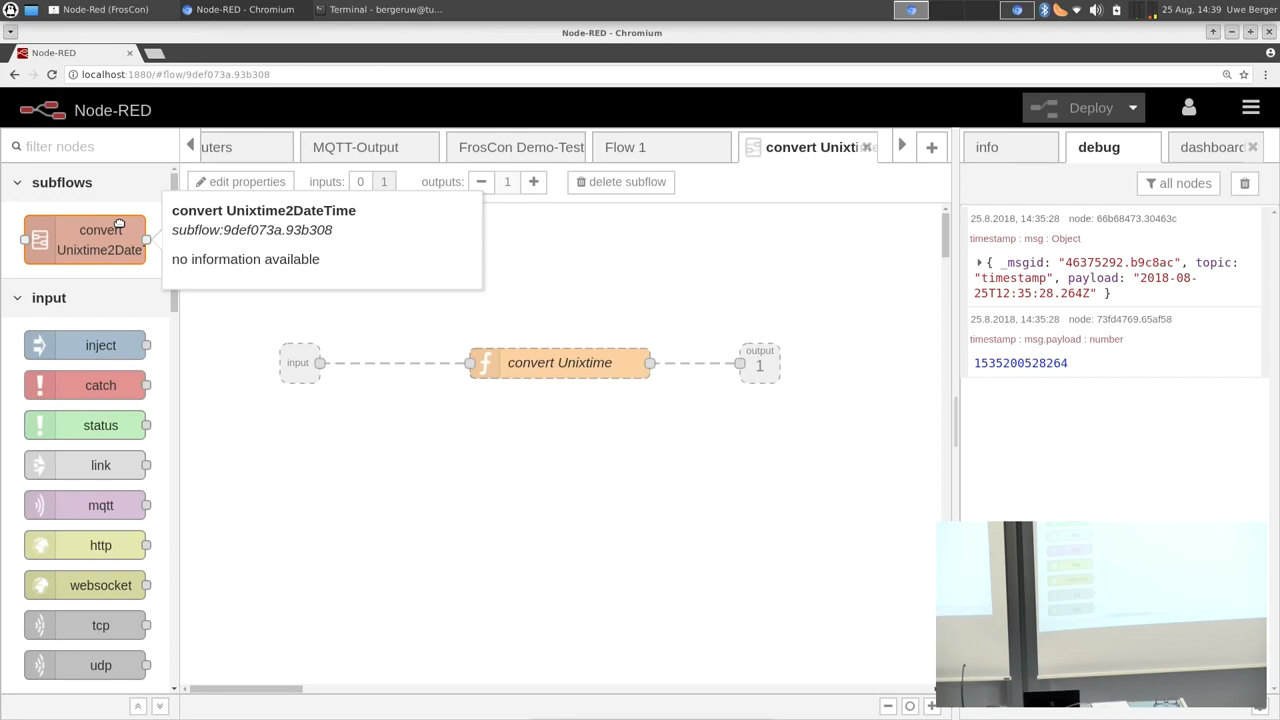 Node-RED (FrosCon)
Node-RED - Chromium
Terminal - bergeruw@tu...
25 Aug, 14:39 Uwe Berger
Node-RED - Chromium
Node-RED
localhost:1880/#flow/9def073a.93b308
Node-RED
Deploy
filter nodes
uters
MQTT-Output
FrosCon Demo-Test
Flow 1
convert Unixti
info
debug
dashboard
subflows
edit properties
inputs: 0 1
outputs: 1
delete subflow
all nodes
convert
Unixtime2Date
convert Unixtime2DateTime
subflow:9def073a.93b308
no information available
input
inject
catch
status
link
mqtt
http
websocket
tcp
udp
input
convert Unixtime
output
1
25.8.2018, 14:35:28 node: 66b68473.30463c
timestamp : msg : Object
{ _msgid: "46375292.b9c8ac", topic:
"timestamp", payload: "2018-08-
25T12:35:28.264Z" }
25.8.2018, 14:35:28 node: 73fd4769.65af58
timestamp : msg.payload : number
1535200528264